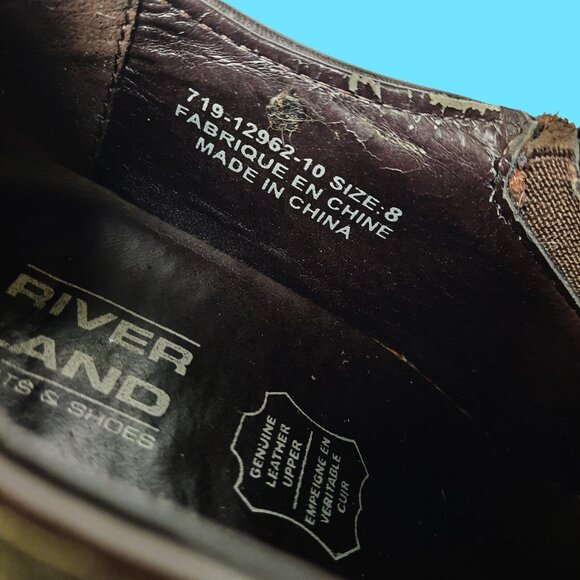 719-12962-10 SIZE:8
FABRIQUE EN CHINE
MADE IN
CHINA
RIVER
LAND
& SHOES
GENUINE
LEATHER
UPPER
EMPEIGNE EN
VERITABLE
CUIR